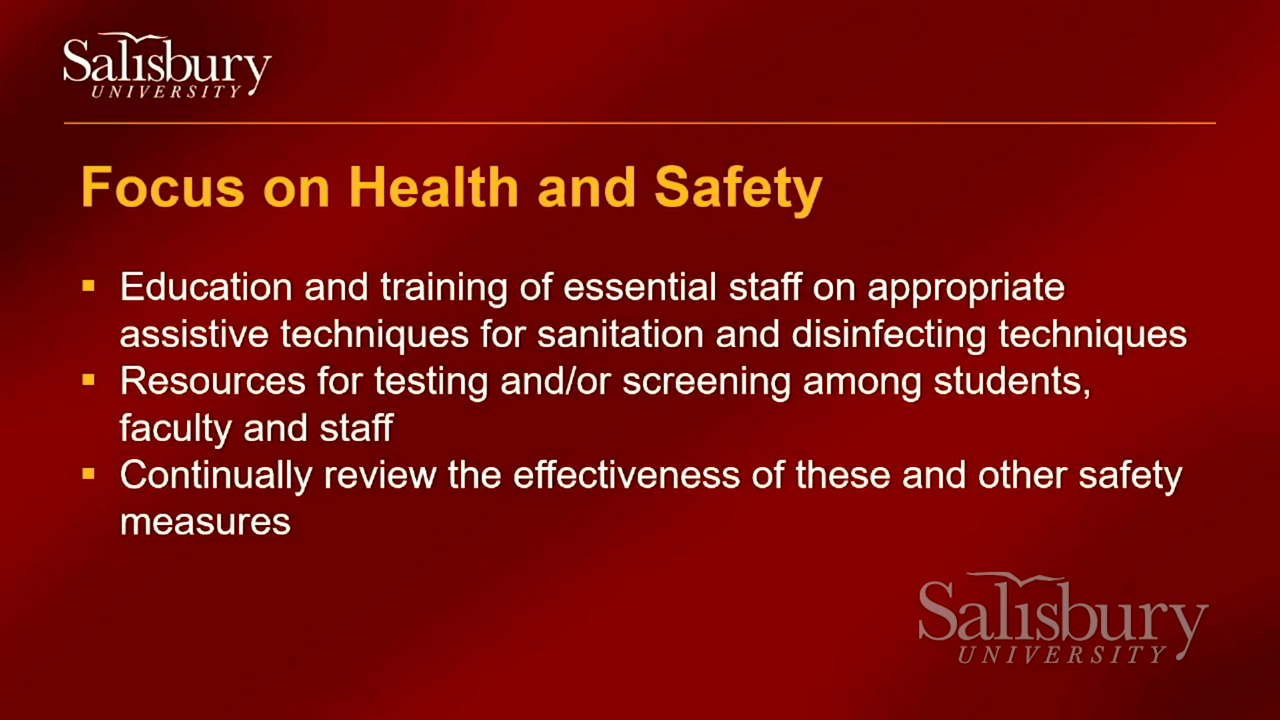 Salisbury
UNIVERSITY
Focus on Health and Safety
▪ Education and training of essential staff on appropriate
assistive techniques for sanitation and disinfecting techniques
▪ Resources for testing and/or screening among students,
faculty and staff
▪ Continually review the effectiveness of these and other safety
measures
Salisbury
UNIVERSITY